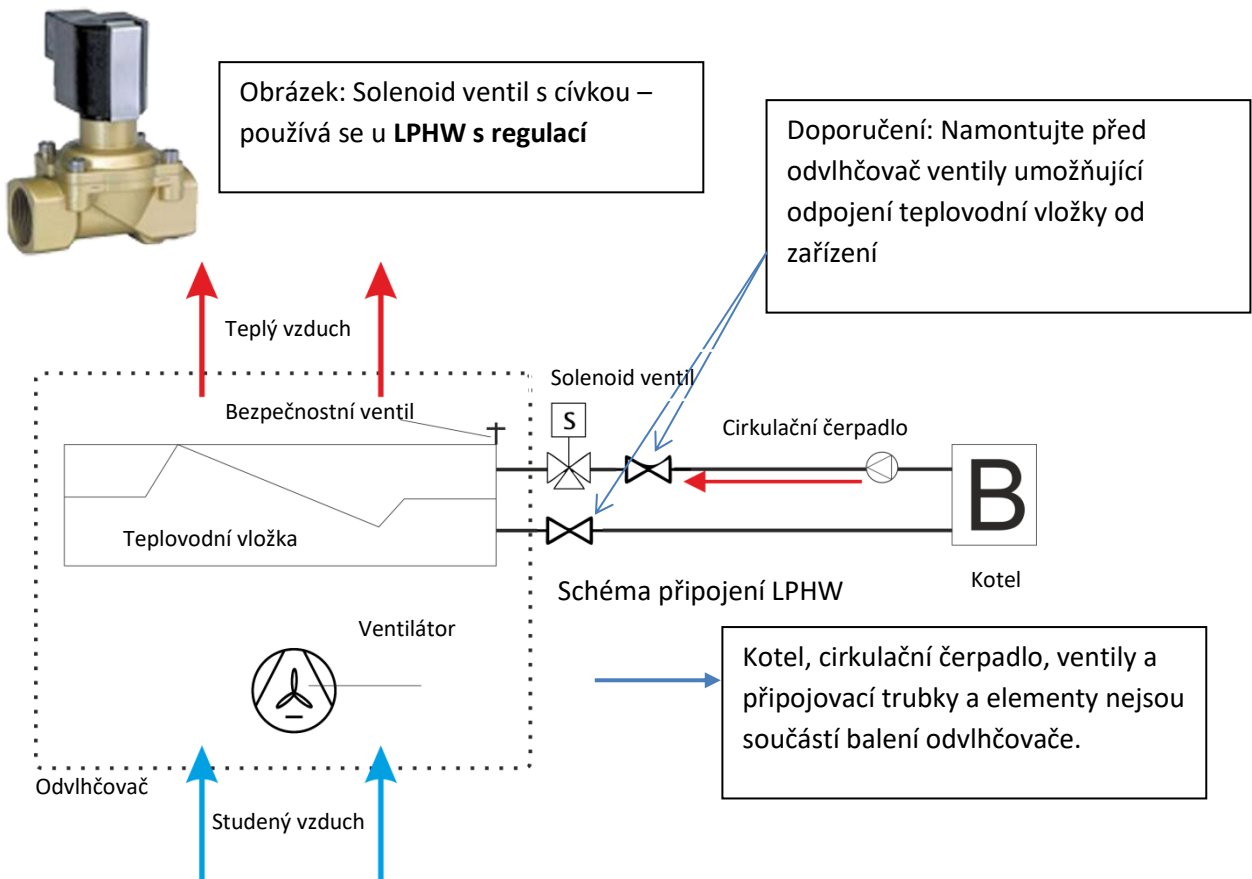 Obrázek: Solenoid ventil s cívkou –
používá se u LPHW s regulací
Doporučení: Namontujte před
odvlhčovač ventily umožňující
odpojení teplovodní vložky od
zařízení
Teplý vzduch
Solenoid ventil
Bezpečnostní ventil
S
Cirkulační čerpadlo
B
Teplovodní vložka
Kotel
Schéma připojení LPHW
Ventilátor
Kotel, cirkulační čerpadlo, ventily a
připojovací trubky a elementy nejsou
součástí balení odvlhčovače.
Odvlhčovač
Studený vzduch